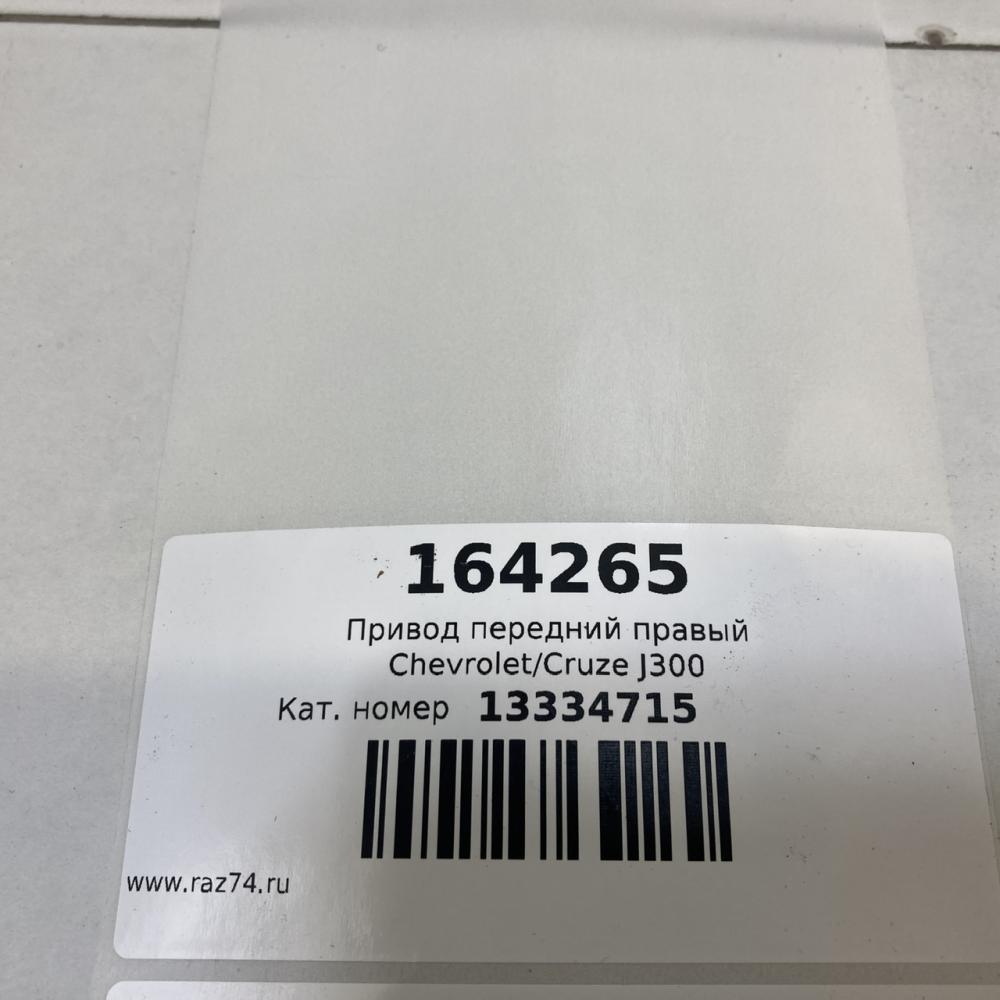 164265
Привод передний правый
Chevrolet/Cruze J300
Кат. номер 13334715
www.raz74.ru